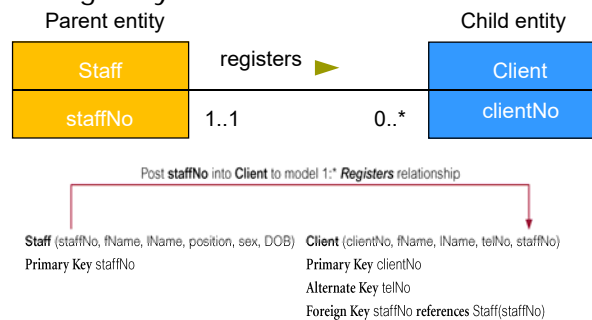 Parent entity
Child entity
Staff
registers
Client
staffNo
1..1
0..*
clientNo
Post staffNo into Client to model 1:* Registers relationship
Staff (staffNo, fName, lName, position, sex, DOB)
Client (clientNo, fName, lName, telNo, staffNo)
Primary Key staffNo
Primary Key clientNo
Alternate Key telNo
Foreign Key staffNo references Staff(staffNo)